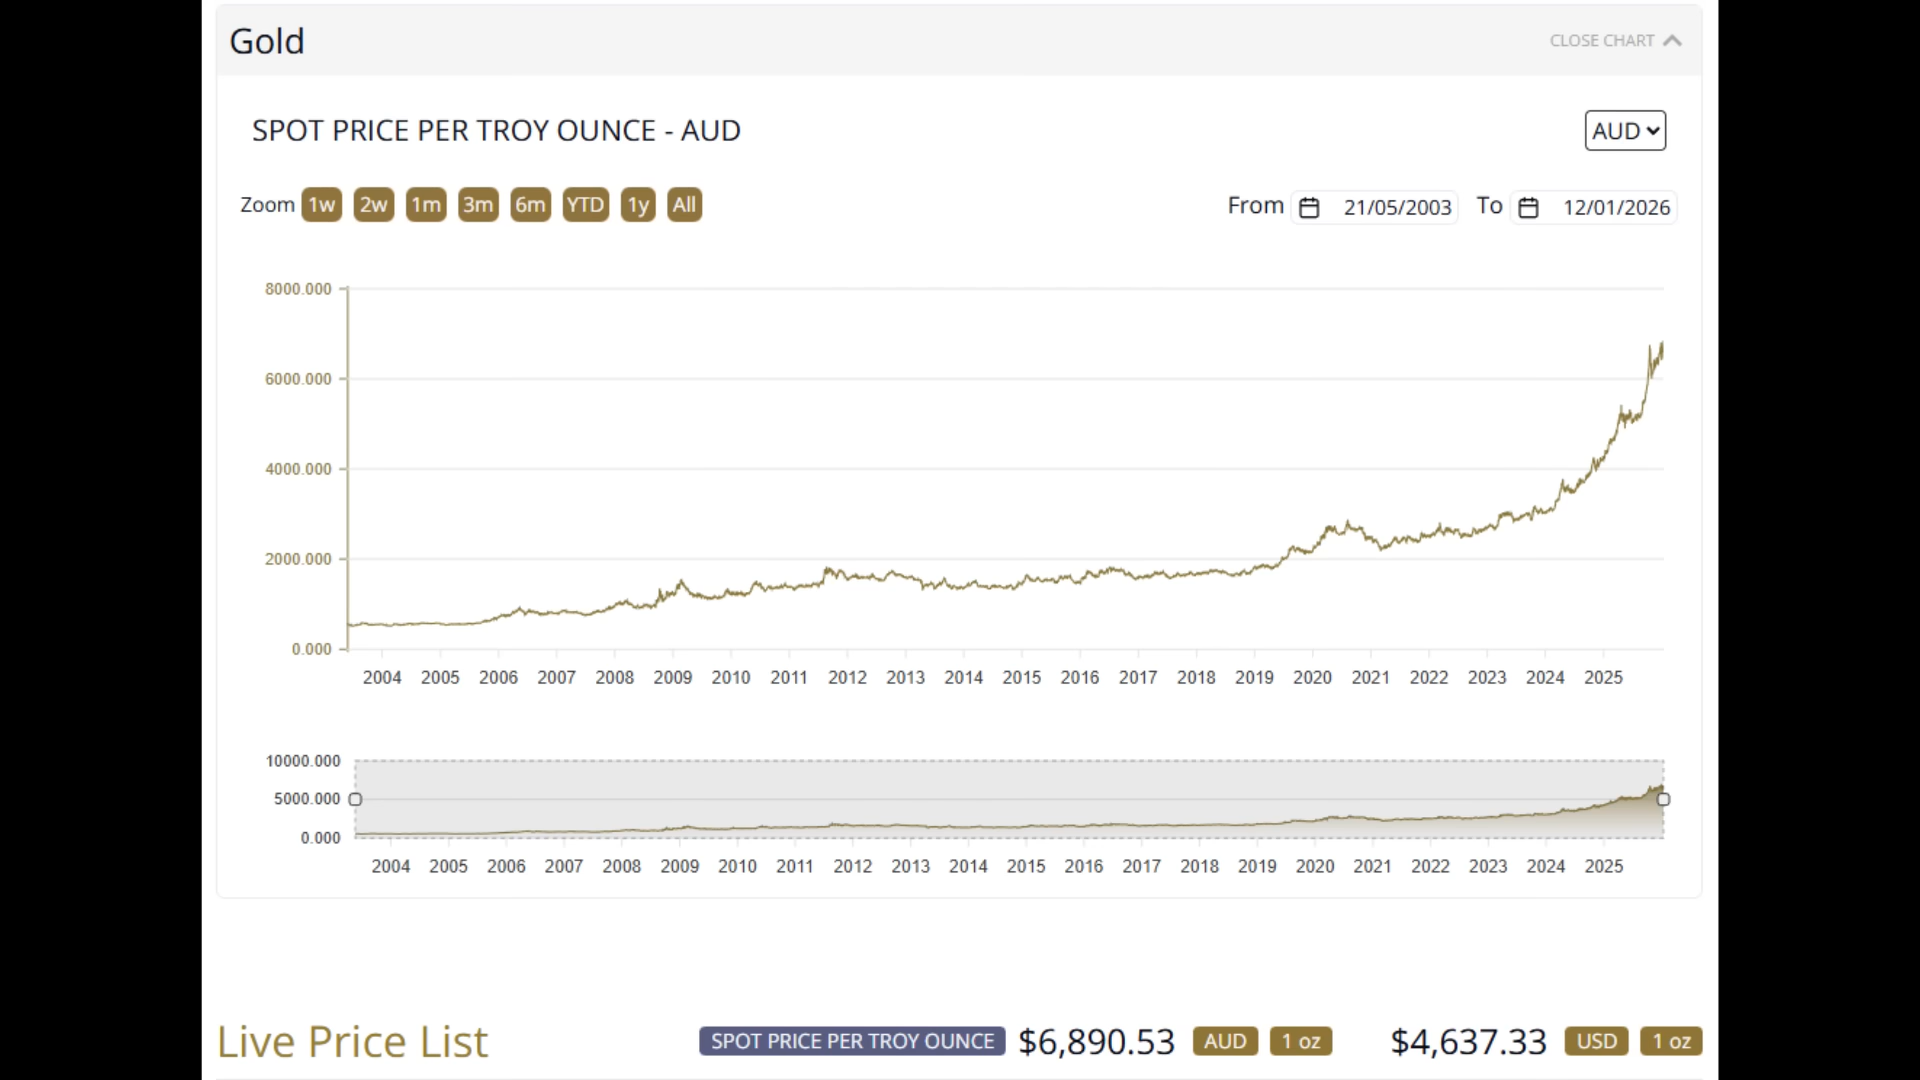 Gold
CLOSE CHART
SPOT PRICE PER TROY OUNCE - AUD
AUD
Zoom 1w 2w 1m 3m 6m YTD 1y All
From 21/05/2003 To 12/01/2026
8000.000
6000.000
4000.000
2000.000
0.000
2004 2005 2006 2007 2008 2009 2010 2011 2012 2013 2014 2015 2016 2017 2018 2019 2020 2021 2022 2023 2024 2025
10000.000
5000.000
0.000
2004 2005 2006 2007 2008 2009 2010 2011 2012 2013 2014 2015 2016 2017 2018 2019 2020 2021 2022 2023 2024 2025
Live Price List
SPOT PRICE PER TROY OUNCE $6,890.53 AUD 1 oz $4,637.33 USD 1 oz